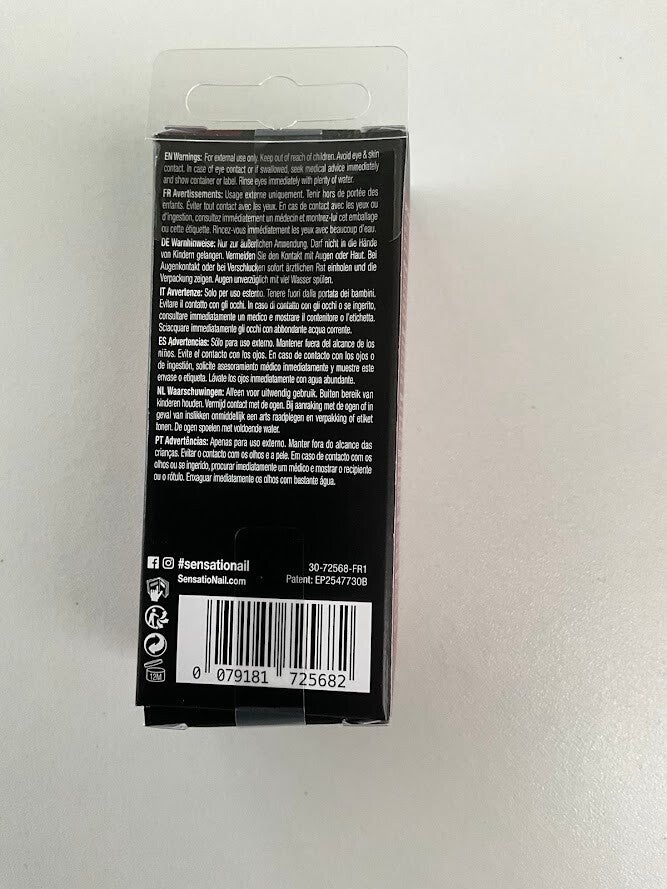 EN Warnings: For external use only. Keep out of reach of children. Avoid eye & skin
contact. In case of eye contact or if swallowed, seek medical advice immediately
and show container or label. Rinse eyes immediately with plenty of water.
FR Avertissements: Usage externe uniquement. Tenir hors de portée des
enfants. Eviter tout contact avec les yeux. En cas de contact avec les yeux ou
d'ingestion, consultez immédiatement un médecin et montrez-lui cet emballage
ou cette étiquette. Rincez-vous immédiatement les yeux avec beaucoup d'eau.
DE Warnhinweise: Nur zur äußerlichen Anwendung. Darf nicht in die Hände
von Kindern gelangen. Vermeiden Sie den Kontakt mit Augen oder Haut. Bei
Augenkontakt oder bei Verschlucken sofort ärztlichen Rat einholen und die
Verpackung zeigen. Augen unverzüglich mit viel Wasser spülen.
IT Avvertenze: Solo per uso esterno. Tenere fuori dalla portata dei bambini.
Evitare il contatto con gli occhi. In caso di contatto con gli occhi o se ingerito,
consultare immediatamente un medico e mostrare il contenitore o l'etichetta.
Sciacquare immediatamente gli occhi con abbondante acqua corrente.
ES Advertencias: Sólo para uso externo. Mantener fuera del alcance de los
niños. Evite el contacto con los ojos. En caso de contacto con los ojos o
de ingestión, solicite asesoramiento médico inmediatamente y muestre este
envase o etiqueta. Lávate los ojos inmediatamente con agua abundante.
NL Waarschuwingen: Alleen voor uitwendig gebruik. Buiten bereik van
kinderen houden. Vermijd contact met de ogen. Bij aanraking met de ogen of in
geval van inslikken onmiddellijk een arts raadplegen en verpakking of etiket
tonen. De ogen spoelen met voldoende water.
PT Advertências: Apenas para uso externo. Manter fora do alcance das
crianças. Evitar o contacto com os olhos e a pele. Em caso de contacto com os
olhos ou se ingerido, procurar imediatamente um médico e mostrar o recipiente
ou o rótulo. Enxaguar imediatamente os olhos com bastante água.
#sensationail
SensatioNail.com
30-72568-FR1
Patent: EP2547730B
12M
0 079181 725682